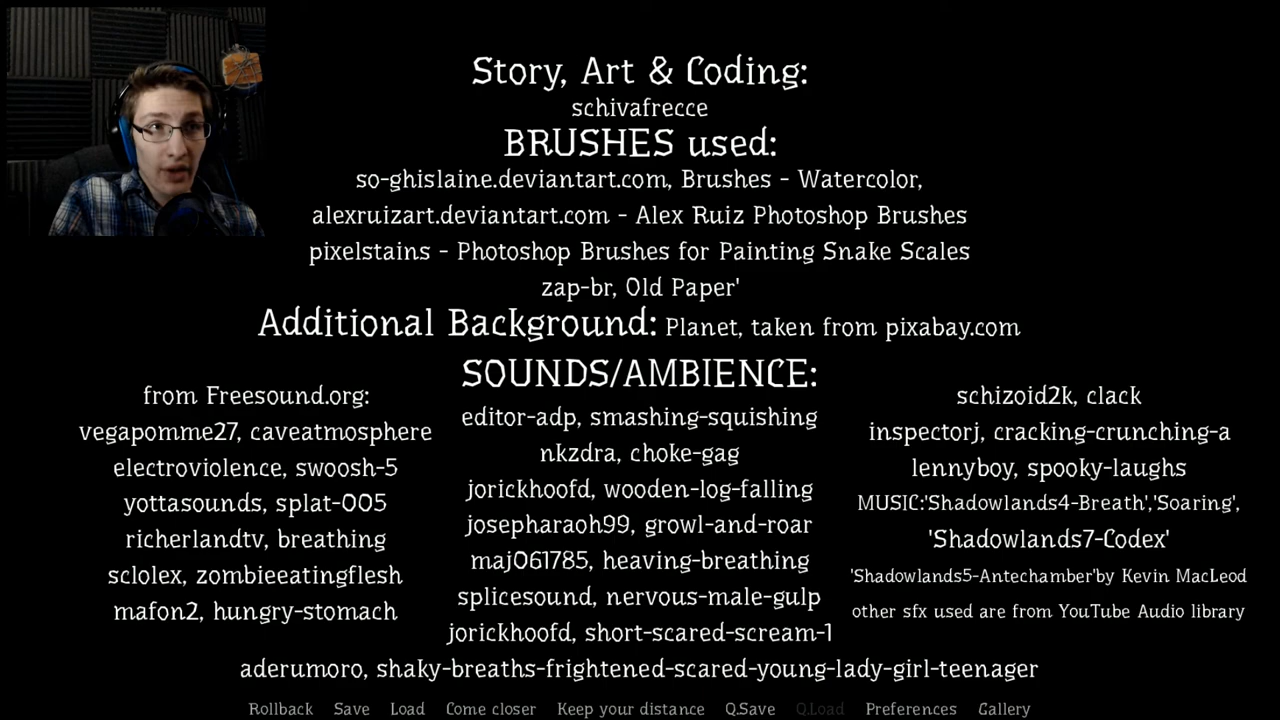 Story, Art & Coding:
schivafrecce
BRUSHES used:
so-ghislaine.deviantart.com, Brushes - Watercolor,
alexruizart.deviantart.com - Alex Ruiz Photoshop Brushes
pixelstains - Photoshop Brushes for Painting Snake Scales
zap-br, Old Paper'
Additional Background: Planet, taken from pixabay.com
SOUNDS/AMBIENCE:
from Freesound.org:
vegapomme27, caveatmosphere
electroviolence, swoosh-5
yottasounds, splat-005
richerlandtv, breathing
sclolex, zombieeatingflesh
mafon2, hungry-stomach
editor-adp, smashing-squishing
nkzdra, choke-gag
jorickhoofd, wooden-log-falling
josepharaoh99, growl-and-roar
maj061785, heaving-breathing
splicesound, nervous-male-gulp
jorickhoofd, short-scared-scream-1
schizoid2k, clack
inspectorj, cracking-crunching-a
lennyboy, spooky-laughs
MUSIC:'Shadowlands4-Breath','Soaring',
'Shadowlands7-Codex'
'Shadowlands5-Antechamber'by Kevin MacLeod
other sfx used are from YouTube Audio library
aderumoro, shaky-breaths-frightened-scared-young-lady-girl-teenager
Rollback Save Load Come closer Keep your distance Q.Save Q.Load Preferences Gallery